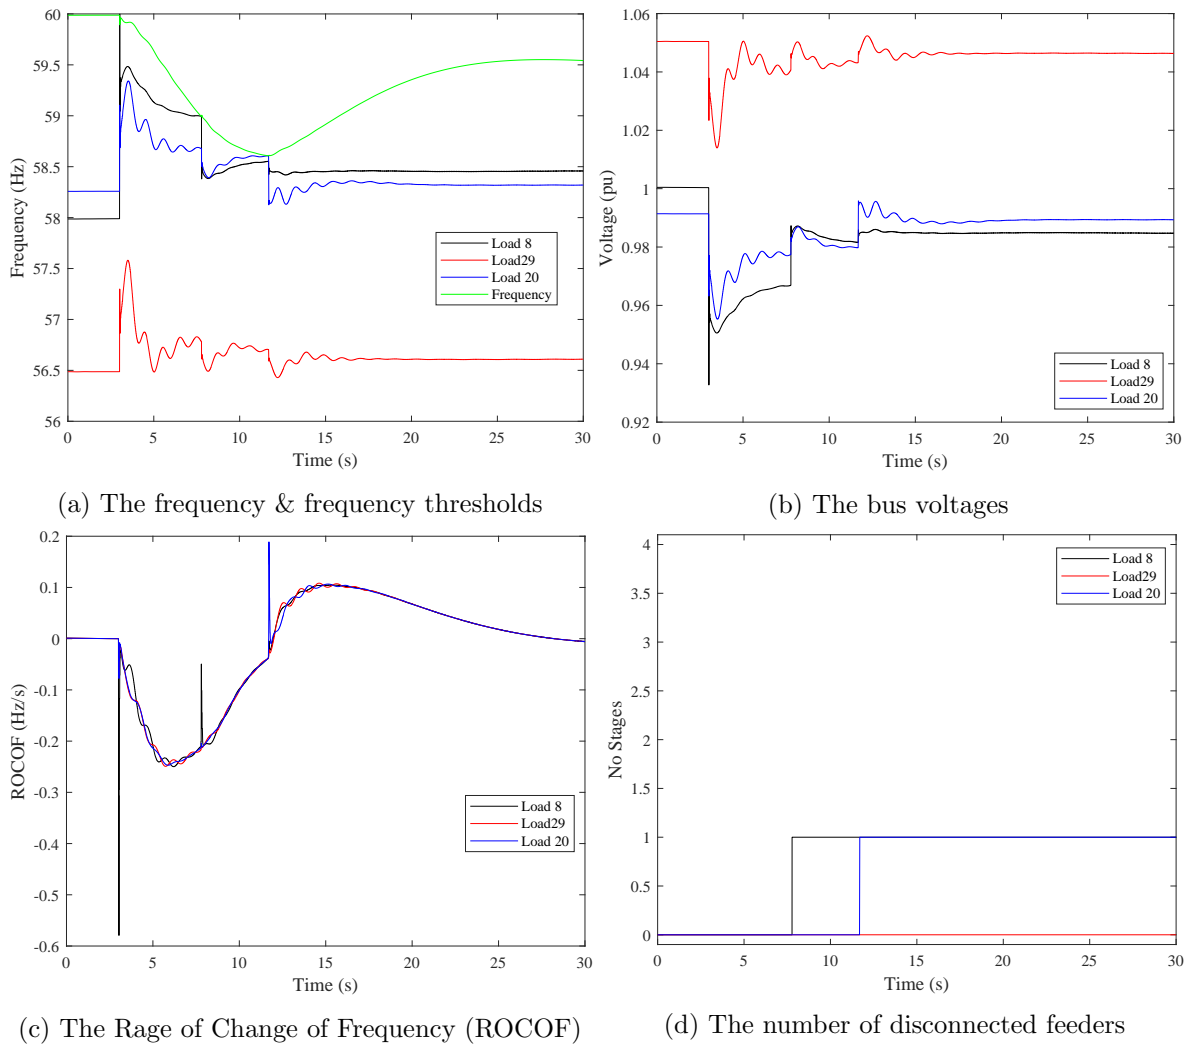 60
59.5
59
58.5
58
57.5
57
56.5
56
0 5 10 15 20 25 30
Frequency (Hz)
Time (s)
Load 8
Load29
Load 20
Frequency
(a) The frequency & frequency thresholds
1.06
1.04
1.02
1
0.98
0.96
0.94
0.92
0 5 10 15 20 25 30
Voltage (pu)
Time (s)
Load 8
Load29
Load 20
(b) The bus voltages
0.2
0.1
0
-0.1
-0.2
-0.3
-0.4
-0.5
-0.6
0 5 10 15 20 25 30
ROCOF (Hz/s)
Time (s)
Load 8
Load29
Load 20
(c) The Rage of Change of Frequency (ROCOF)
4
3.5
3
2.5
2
1.5
1
0.5
0
0 5 10 15 20 25 30
No Stages
Time (s)
Load 8
Load29
Load 20
(d) The number of disconnected feeders